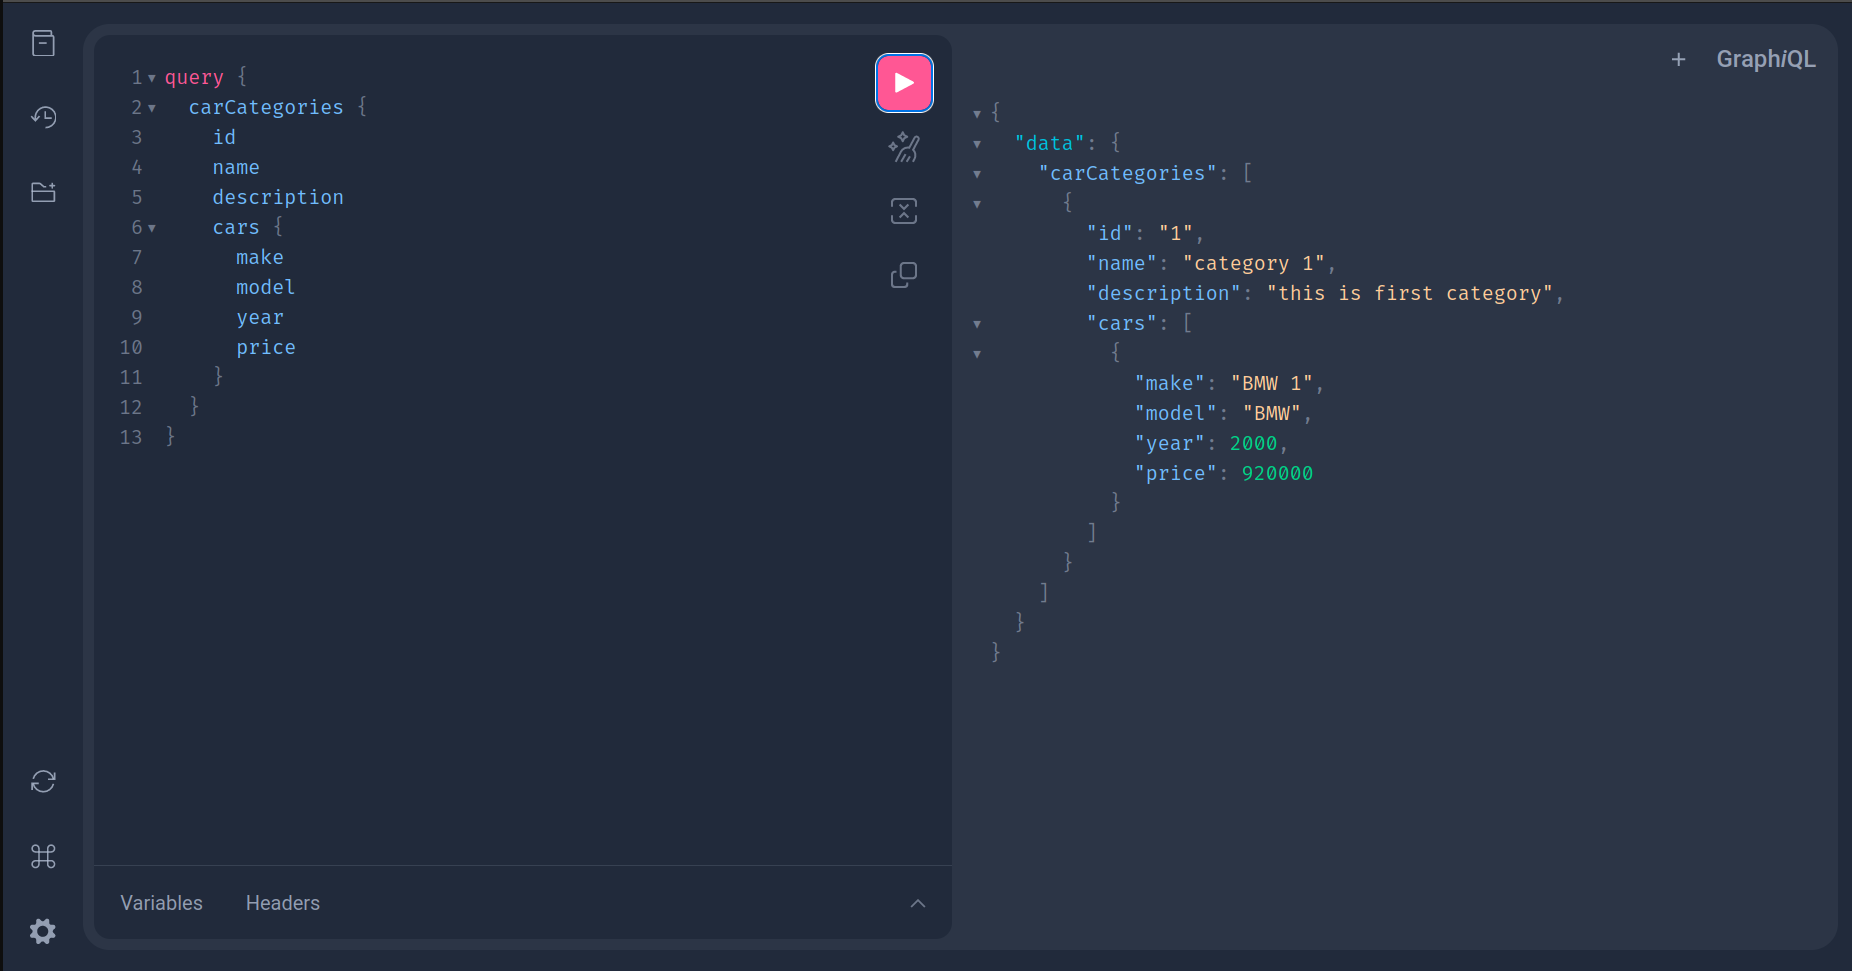 1 query {
2   carCategories {
3     id
4     name
5     description
6     cars {
7       make
8       model
9       year
10       price
11     }
12   }
13 }
Variables Headers
+ GraphiQL
{
  "data": {
    "carCategories": [
      {
        "id": "1",
        "name": "category 1",
        "description": "this is first category",
        "cars": [
          {
            "make": "BMW 1",
            "model": "BMW",
            "year": 2000,
            "price": 920000
          }
        ]
      }
    ]
  }
}